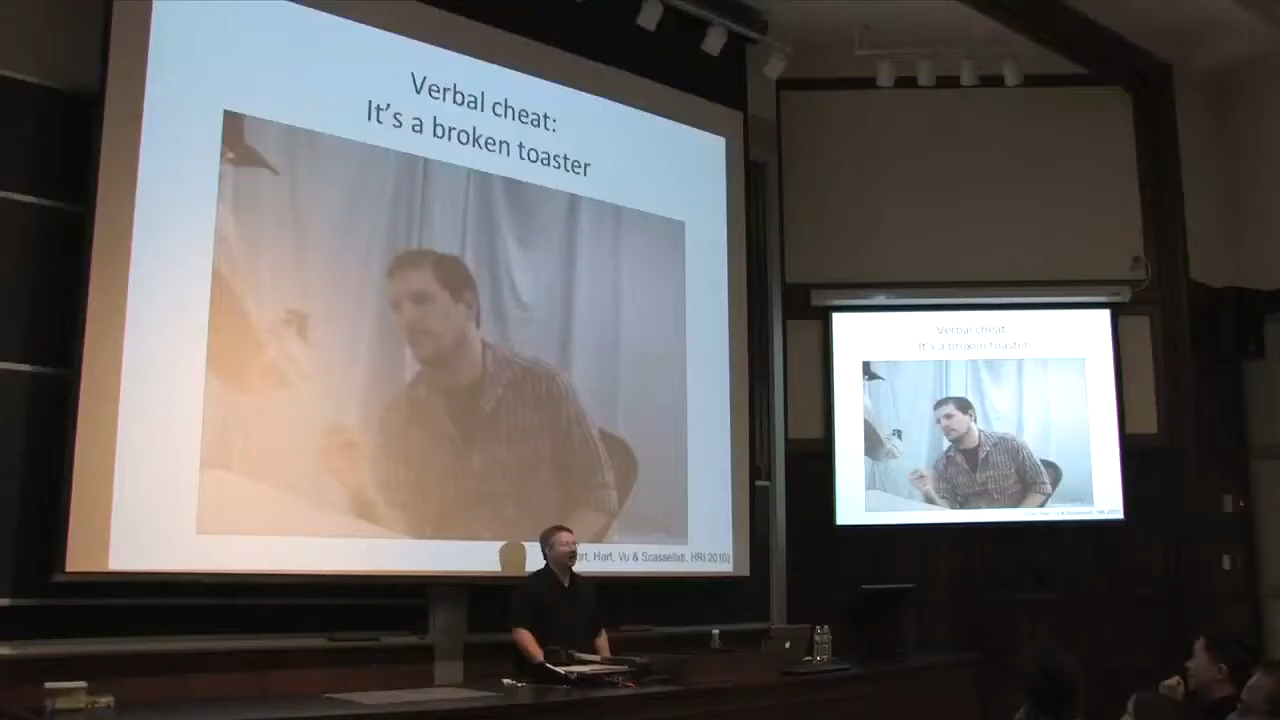 Verbal cheat:
It's a broken toaster
Hart, Vu & Scassellati, HRI 2010)
Verbal cheat
It's a broken toaster